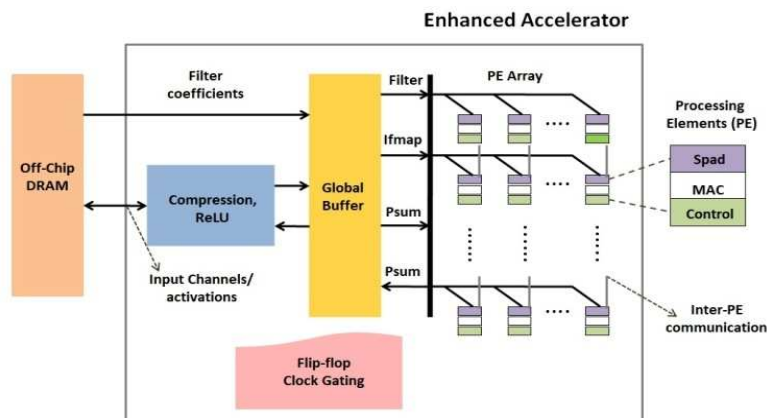 Enhanced Accelerator
Filter
coefficients
Filter
PE Array
Processing
Elements (PE)
Ifmap
Off-Chip
DRAM
Spad
MAC
Control
Compression,
ReLU
Global
Buffer
Psum
Psum
Input Channels/
activations
Inter-PE
communication
Flip-flop
Clock Gating